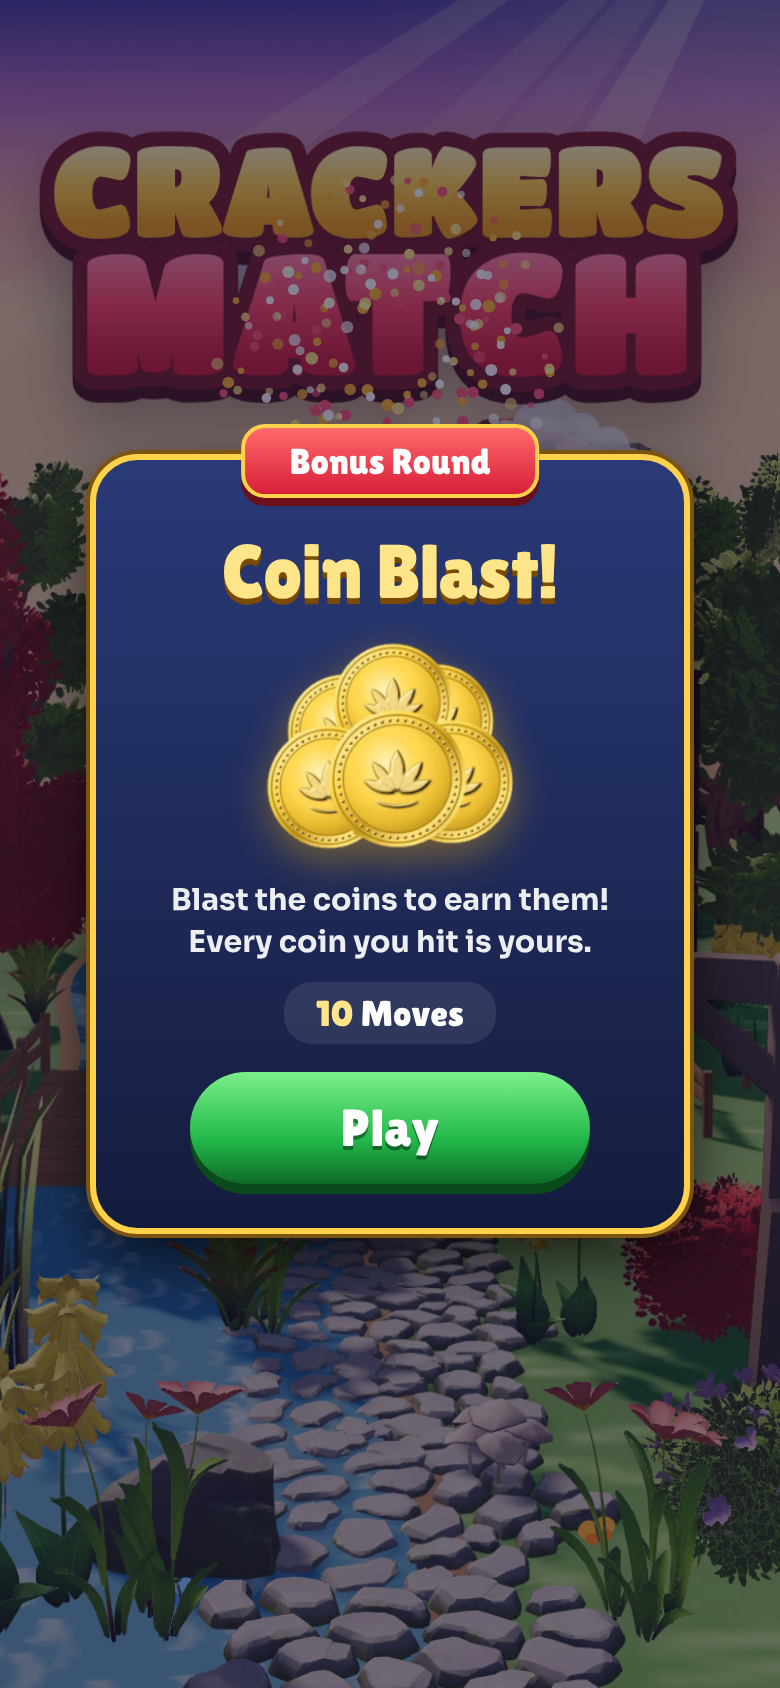 CRACKERS
MATCH
Bonus Round
Coin Blast!
Blast the coins to earn them!
Every coin you hit is yours.
10 Moves
Play